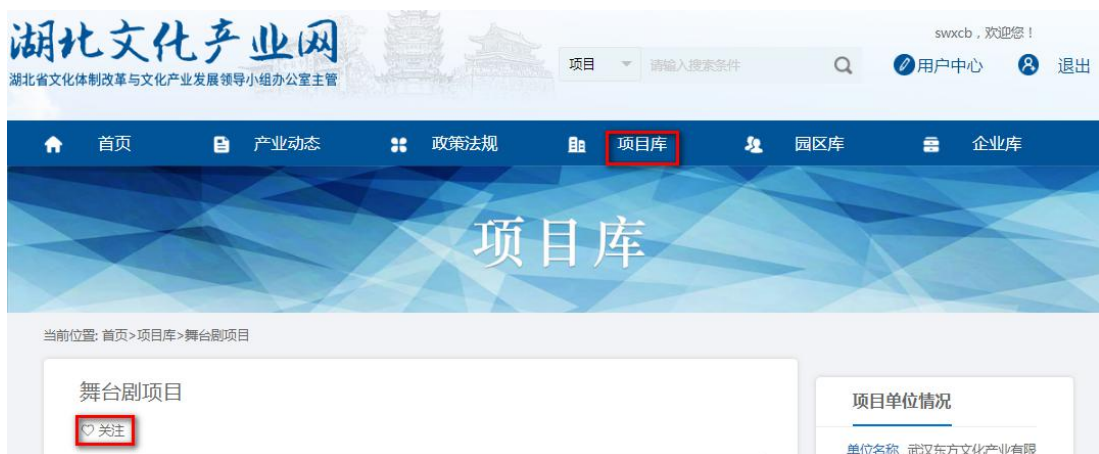 湖北文化产业网
湖北省文化体制改革与文化产业发展领导小组办公室主管
swxcb，欢迎您！
项目 请输入搜索条件 用户中心 退出
首页 产业动态 政策法规 项目库 园区库 企业库
项目库
当前位置: 首页>项目库>舞台剧项目
舞台剧项目
关注
项目单位情况
单位名称 武汉东方文化产业有限